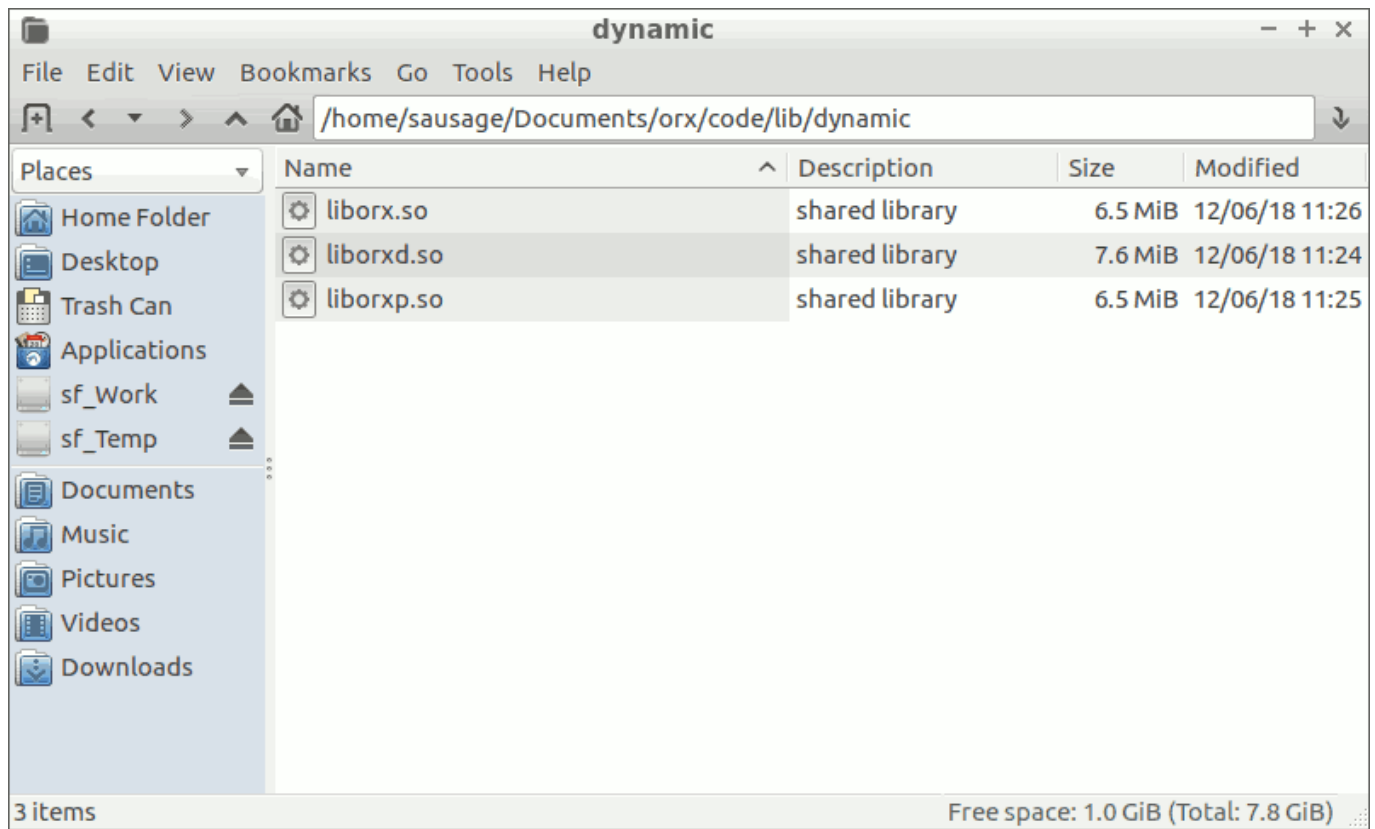 dynamic
File Edit View Bookmarks Go Tools Help
/home/sausage/Documents/orx/code/lib/dynamic
Places
Home Folder
Desktop
Trash Can
Applications
sf_Work
sf_Temp
Documents
Music
Pictures
Videos
Downloads
Name Description Size Modified
liborx.so shared library 6.5 MiB 12/06/18 11:26
liborxd.so shared library 7.6 MiB 12/06/18 11:24
liborxp.so shared library 6.5 MiB 12/06/18 11:25
3 items Free space: 1.0 GiB (Total: 7.8 GiB)